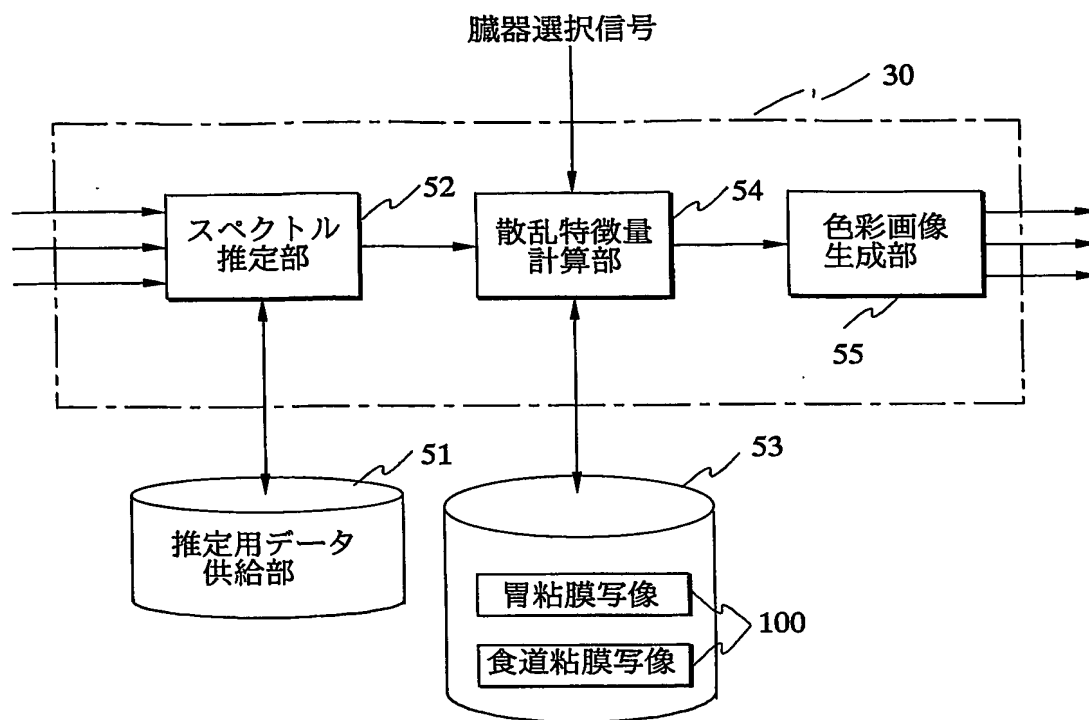 臓器選択信号
30
52
スペクトル
推定部
54
散乱特徴量
計算部
色彩画像
生成部
55
51
推定用データ
供給部
53
胃粘膜写像
100
食道粘膜写像